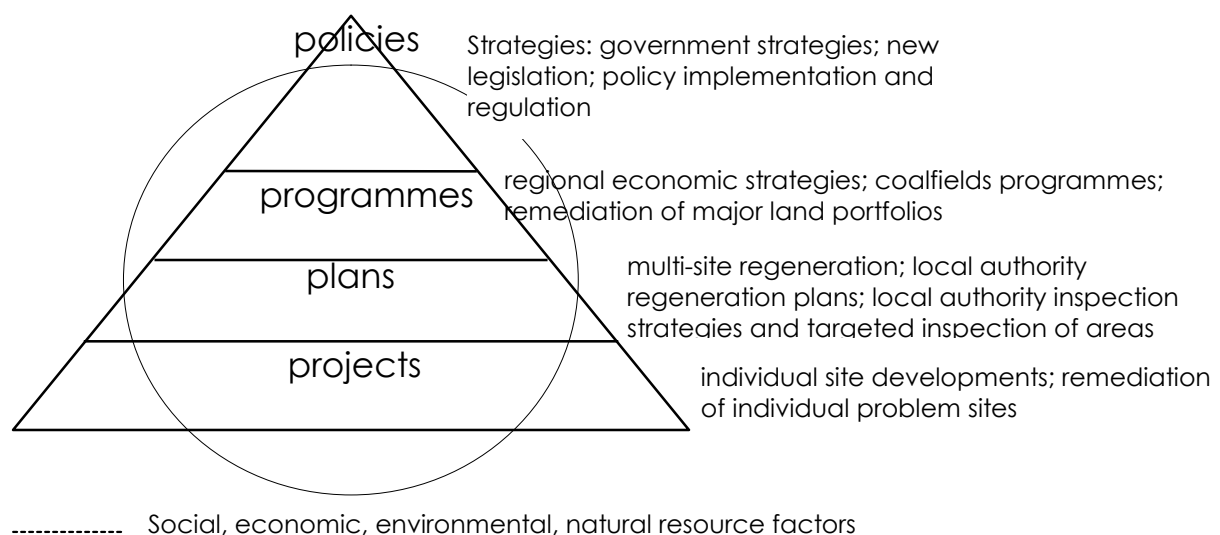 policies
Strategies: government strategies; new
legislation; policy implementation and
regulation
programmes
regional economic strategies; coalfields programmes;
remediation of major land portfolios
plans
multi-site regeneration; local authority
regeneration plans; local authority inspection
strategies and targeted inspection of areas
projects
individual site developments; remediation
of individual problem sites
Social, economic, environmental, natural resource factors